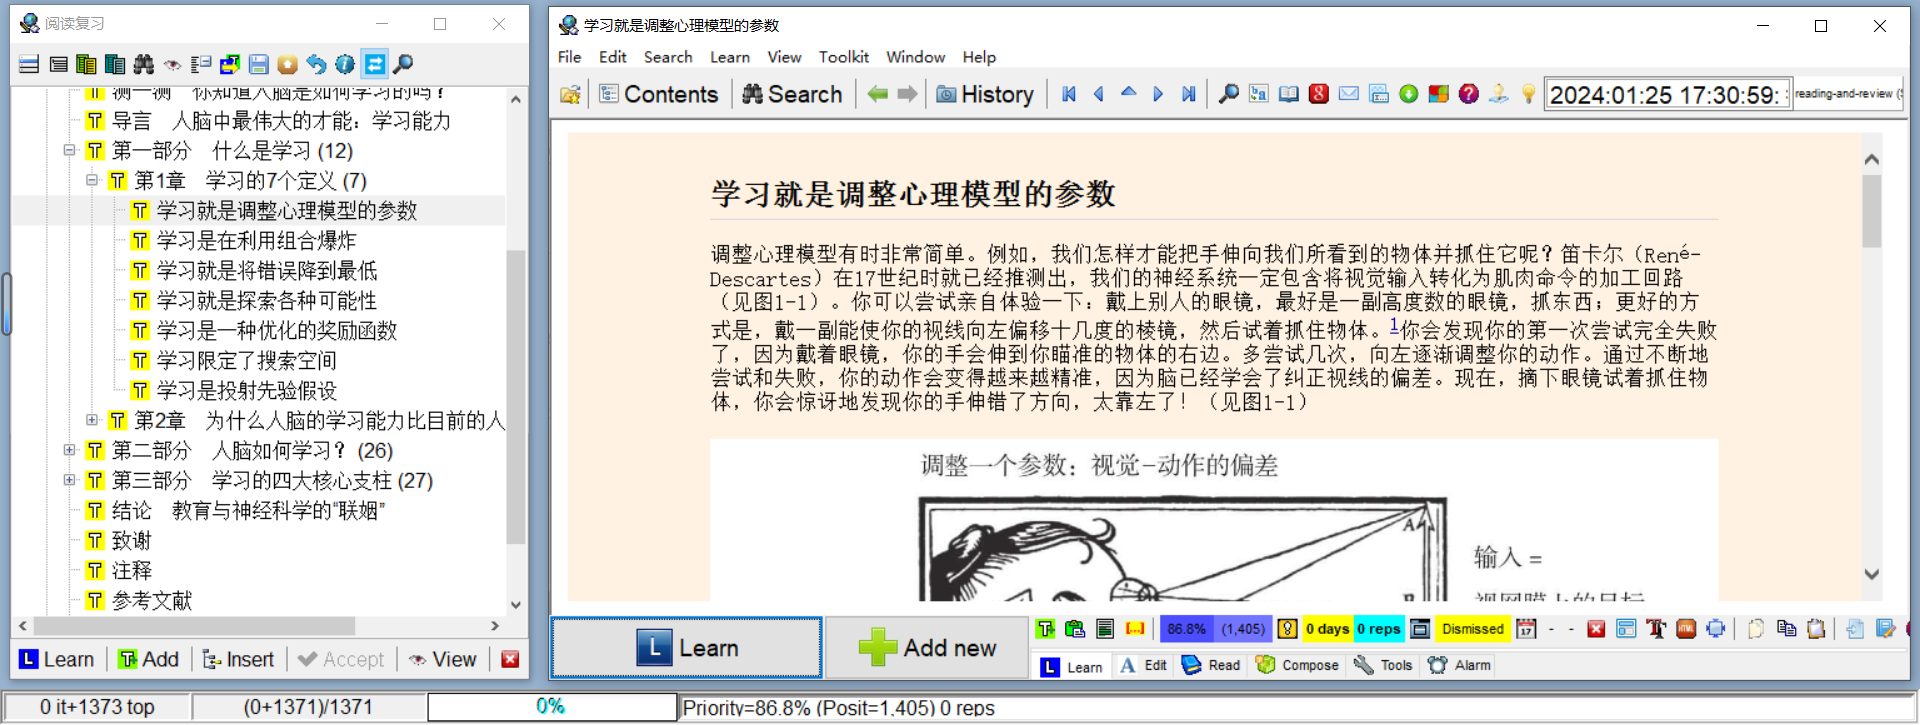 阅读复习
测一测 你知道人脑是如何学习的吗？
导言 人脑中最伟大的才能：学习能力
第一部分 什么是学习 (12)
第1章 学习的7个定义 (7)
学习就是调整心理模型的参数
学习是在利用组合爆炸
学习就是将错误降到最低
学习就是探索各种可能性
学习是一种优化的奖励函数
学习限定了搜索空间
学习是投射先验假设
第2章 为什么人脑的学习能力比目前的人
第二部分 人脑如何学习？ (26)
第三部分 学习的四大核心支柱 (27)
结论 教育与神经科学的“联姻”
致谢
注释
参考文献
Learn Add Insert Accept View
学习就是调整心理模型的参数
File Edit Search Learn View Toolkit Window Help
Contents Search History 2024:01:25 17:30:59: reading-and-review (
学习就是调整心理模型的参数
调整心理模型有时非常简单。例如，我们怎样才能把手伸向我们所看到的物体并抓住它呢？笛卡尔（René-
Descartes）在17世纪时就已经推测出，我们的神经系统一定包含将视觉输入转化为肌肉命令的加工回路
（见图1-1）。你可以尝试亲自体验一下：戴上别人的眼镜，最好是一副高度数的眼镜，抓东西；更好的方
式是，戴一副能使你的视线向左偏移十几度的棱镜，然后试着抓住物体。1你会发现你的第一次尝试完全失败
了，因为戴着眼镜，你的手会伸到你瞄准的物体的右边。多尝试几次，向左逐渐调整你的动作。通过不断地
尝试和失败，你的动作会变得越来越精准，因为脑已经学会了纠正视线的偏差。现在，摘下眼镜试着抓住物
体，你会惊讶地发现你的手伸错了方向，太靠左了！（见图1-1）
调整一个参数：视觉-动作的偏差
A
B
输入 =
视网膜上的目标
Learn Add new
86.8% (1,405) 0 days 0 reps Dismissed 17 - -
Learn Edit Read Compose Tools Alarm
0 it+1373 top (0+1371)/1371 0% Priority=86.8% (Posit=1,405) 0 reps